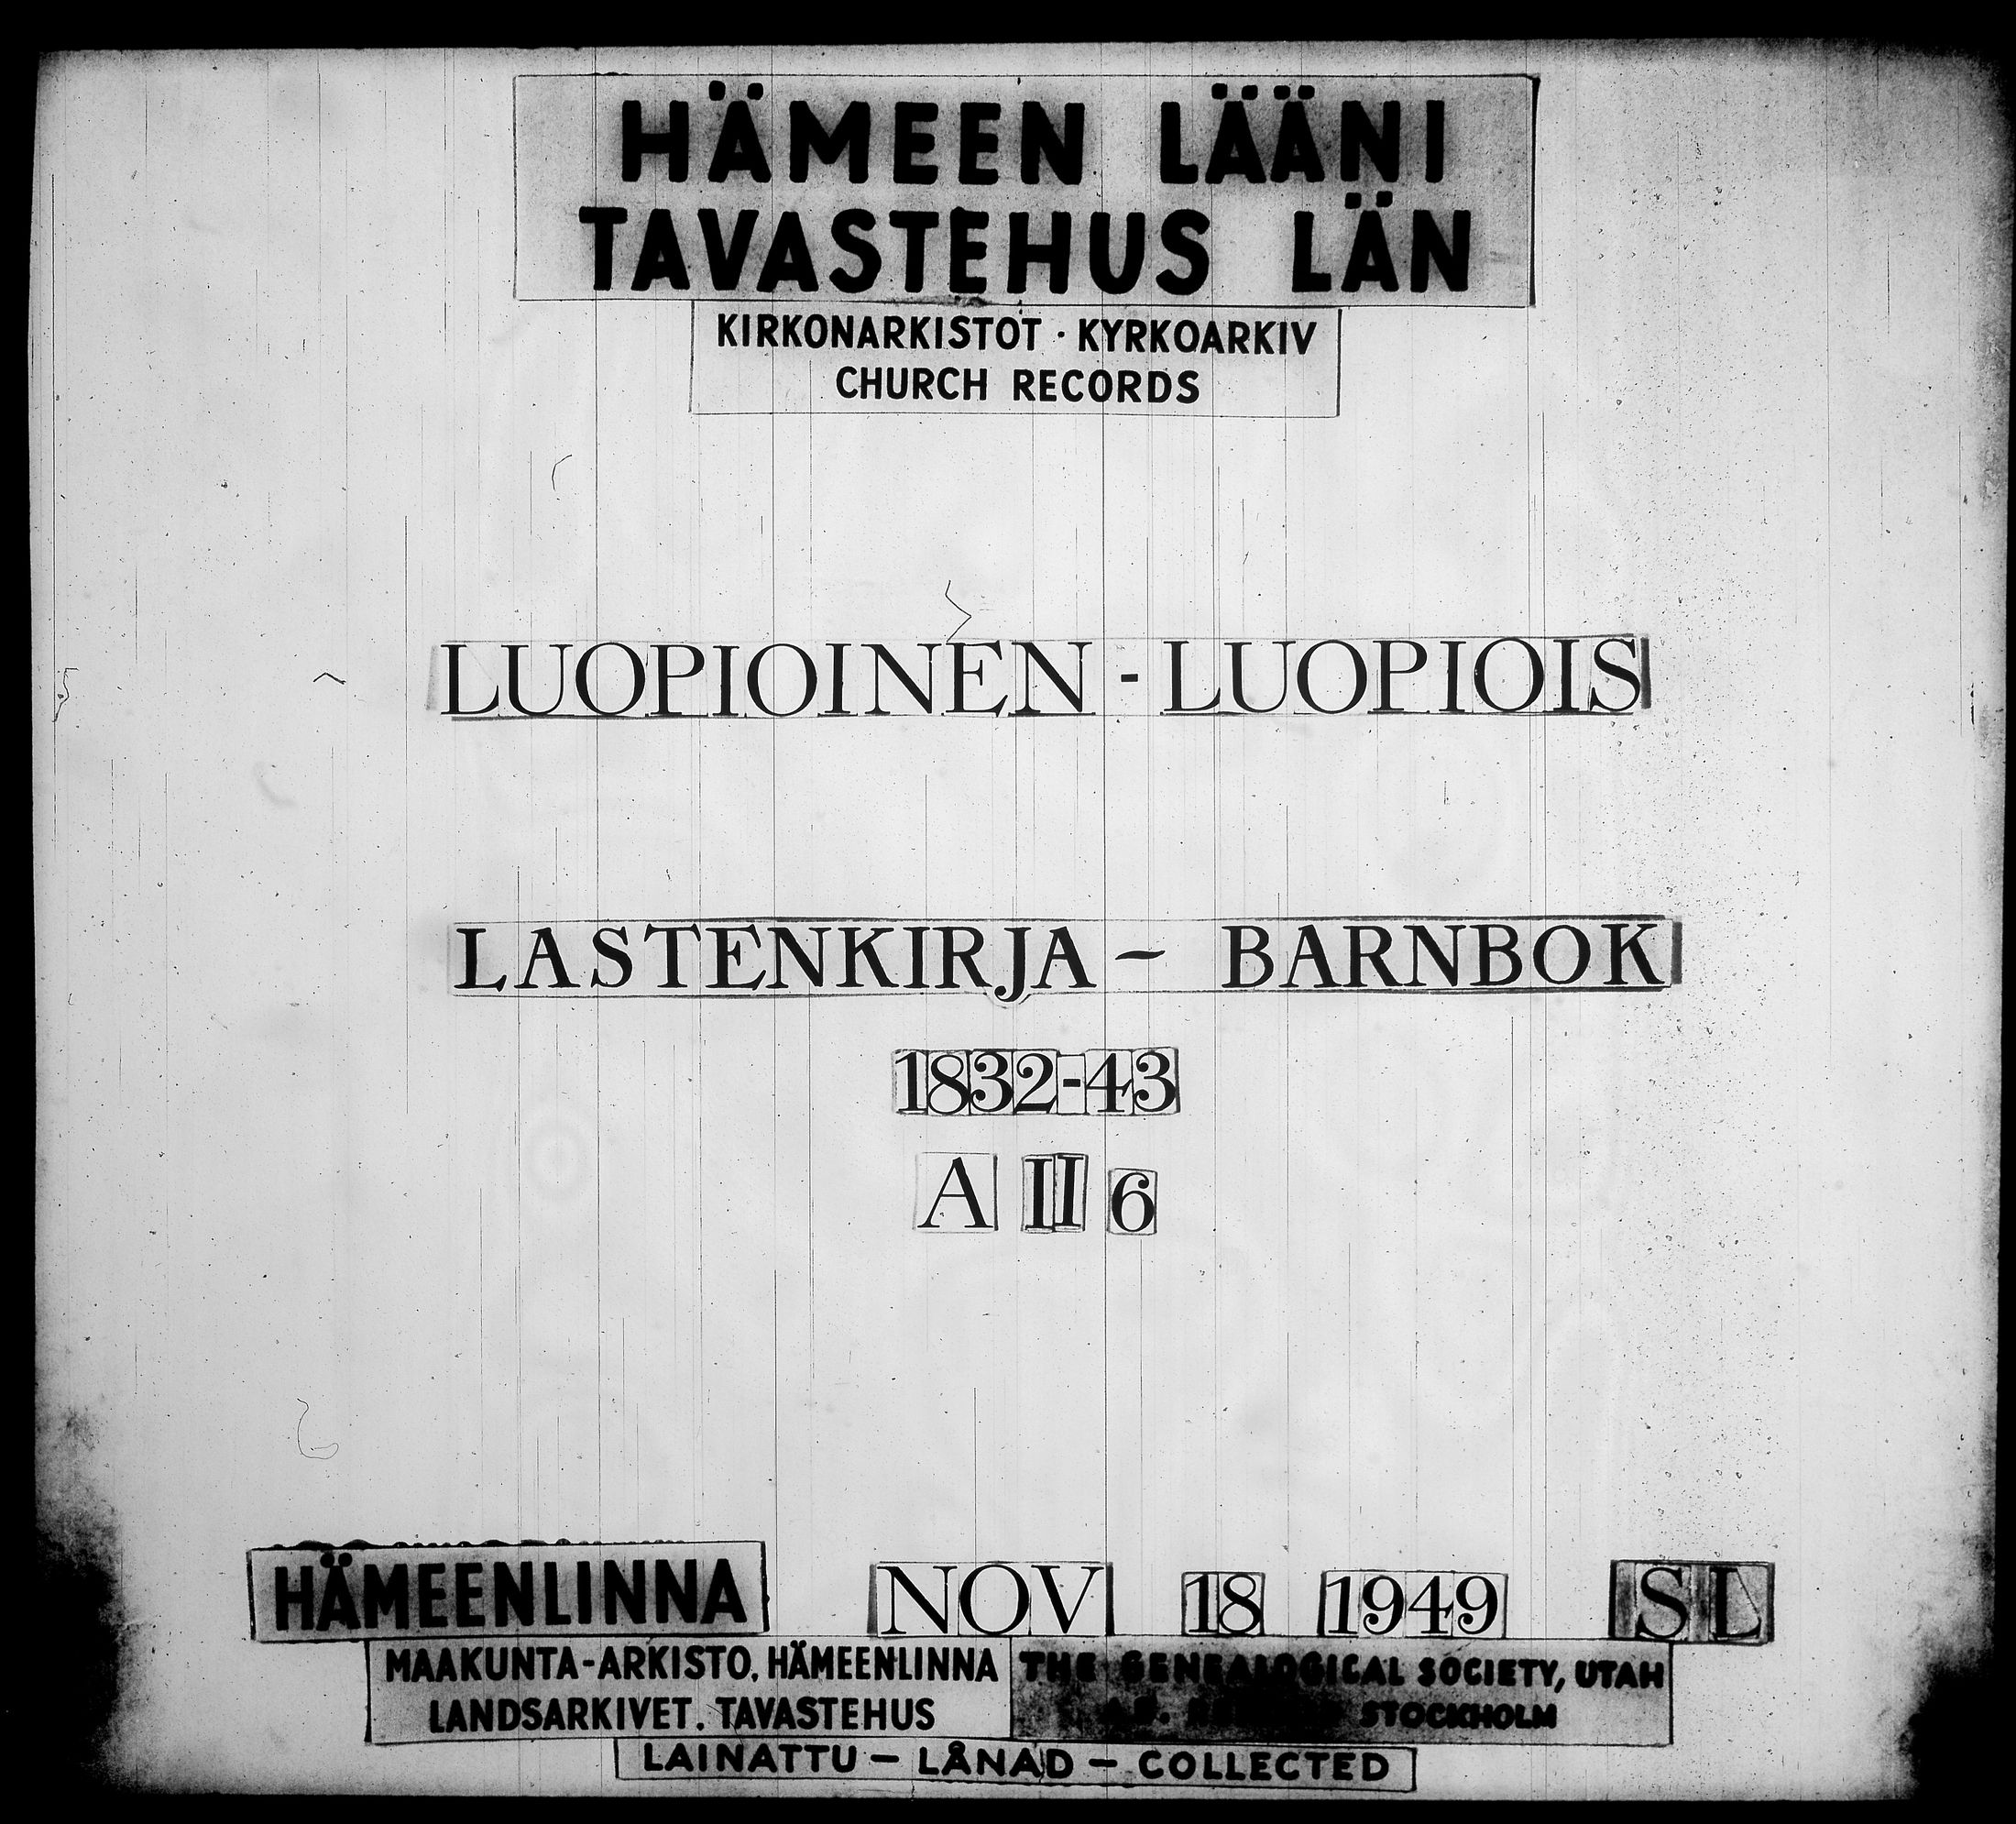 HÄMEEN LÄÄNI
TAVASTEHUS LÄN
KIRKONARKISTOT · KYRKOARKIV
CHURCH RECORDS
LUOPIOINEN - LUOPIOIS
LASTENKIRJA - BARNBOK
1832-43
A II 6
HÄMEENLINNA NOV 18 1949 SL
MAAKUNTA-ARKISTO, HÄMEENLINNA
LANDSARKIVET. TAVASTEHUS
THE GENEALOGICAL SOCIETY, UTAH
STOCKHOLM
LAINATTU - LÅNAD - COLLECTED